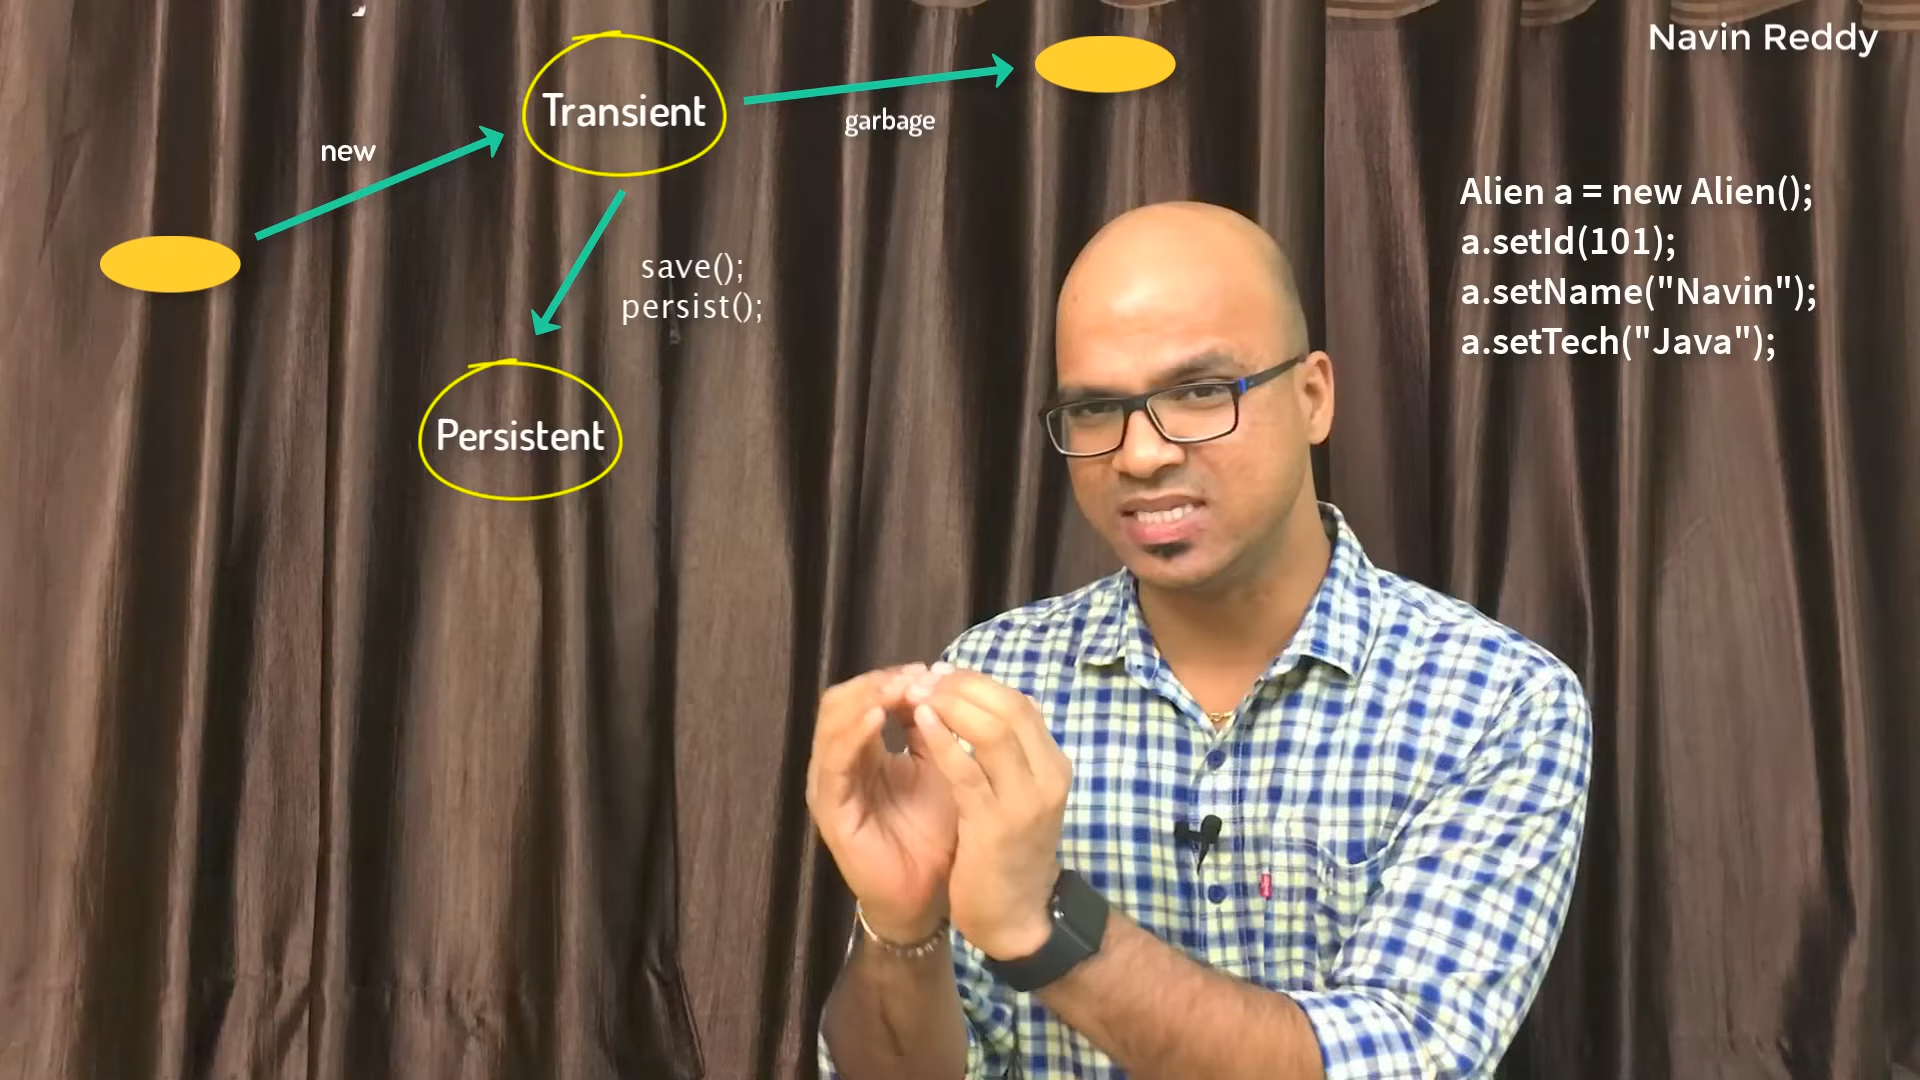 Navin Reddy
Transient
new
garbage
save();
persist();
Persistent
Alien a = new Alien();
a.setId(101);
a.setName("Navin");
a.setTech("Java");